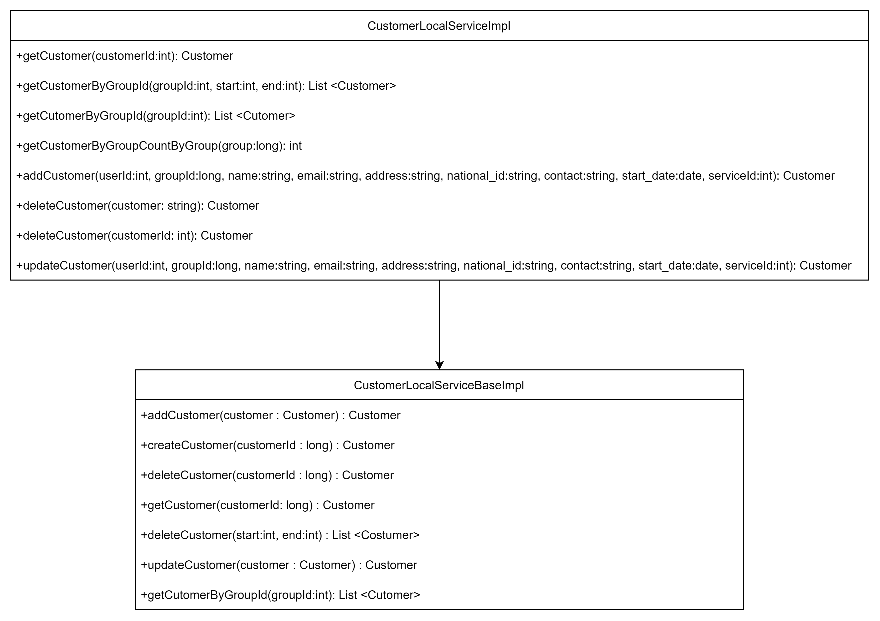 CustomerLocalServiceImpl
+getCustomer(customerId:int): Customer
+getCustomerByGroupId(groupId:int, start:int, end:int): List <Customer>
+getCutomerByGroupId(groupId:int): List <Cutomer>
+getCustomerByGroupCountByGroup(group:long): int
+addCustomer(userId:int, groupId:long, name:string, email:string, address:string, national_id:string, contact:string, start_date:date, serviceId:int): Customer
+deleteCustomer(customer: string): Customer
+deleteCustomer(customerId: int): Customer
+updateCustomer(userId:int, groupId:long, name:string, email:string, address:string, national_id:string, contact:string, start_date:date, serviceId:int): Customer
CustomerLocalServiceBaseImpl
+addCustomer(customer : Customer) : Customer
+createCustomer(customerId : long) : Customer
+deleteCustomer(customerId : long) : Customer
+getCustomer(customerId: long) : Customer
+deleteCustomer(start:int, end:int) : List <Costumer>
+updateCustomer(customer : Customer) : Customer
+getCutomerByGroupId(groupId:int): List <Cutomer>